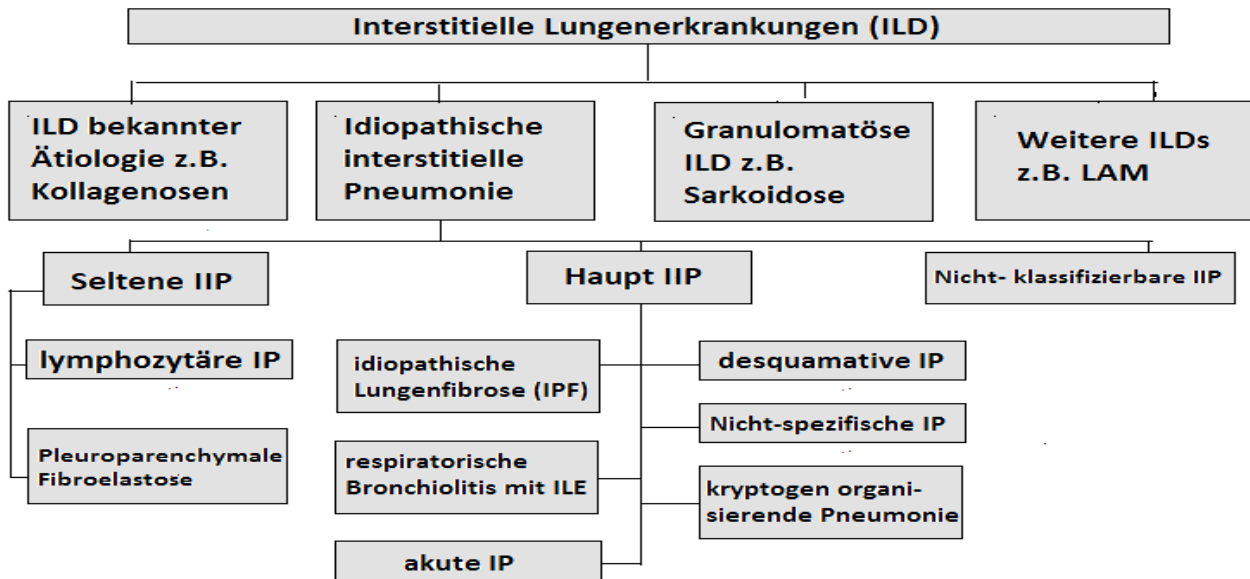 Interstitielle Lungenerkrankungen (ILD)
ILD bekannter
Ätiologie z.B.
Kollagenosen
Idiopathische
interstitielle
Pneumonie
Granulomatöse
ILD z.B.
Sarkoidose
Weitere ILDs
z.B. LAM
Seltene IIP
Haupt IIP
Nicht- klassifizierbare IIP
lymphozytäre IP
Pleuroparenchymale
Fibroelastose
idiopathische
Lungenfibrose (IPF)
respiratorische
Bronchiolitis mit ILE
akute IP
desquamative IP
Nicht-spezifische IP
kryptogen organi-
sierende Pneumonie